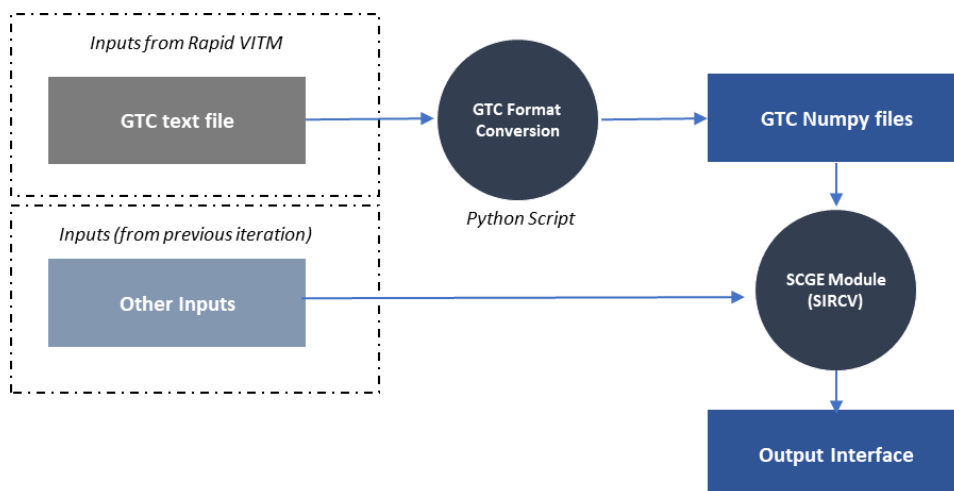 Inputs from Rapid VITM
GTC text file
GTC Format
Conversion
GTC Numpy files
Python Script
Inputs (from previous iteration)
Other Inputs
SCGE Module
(SIRCV)
Output Interface